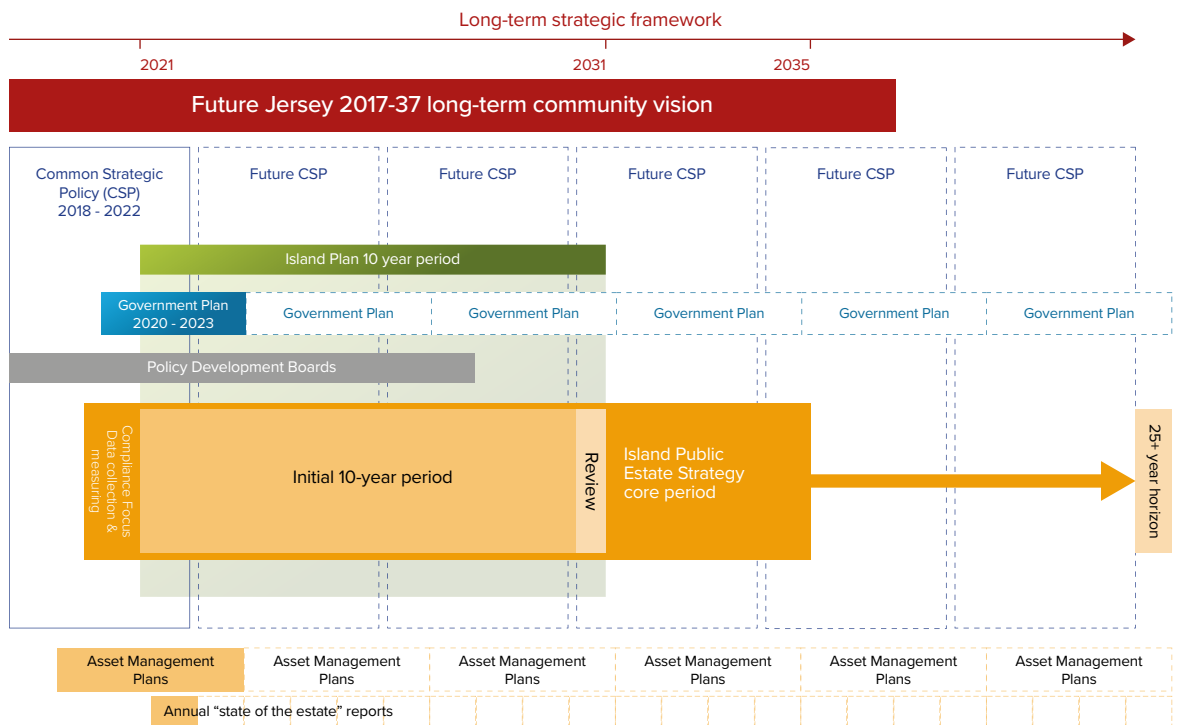 Long-term strategic framework
2021
2031
2035
Future Jersey 2017-37 long-term community vision
Common Strategic
Policy (CSP)
2018 - 2022
Future CSP
Future CSP
Future CSP
Future CSP
Future CSP
Island Plan 10 year period
Government Plan
2020 - 2023
Government Plan
Government Plan
Government Plan
Government Plan
Government Plan
Policy Development Boards
Compliance Focus
Data collection &
measuring
Initial 10-year period
Review
Island Public
Estate Strategy
core period
25+ year horizon
Asset Management
Plans
Asset Management
Plans
Asset Management
Plans
Asset Management
Plans
Asset Management
Plans
Asset Management
Plans
Annual “state of the estate” reports